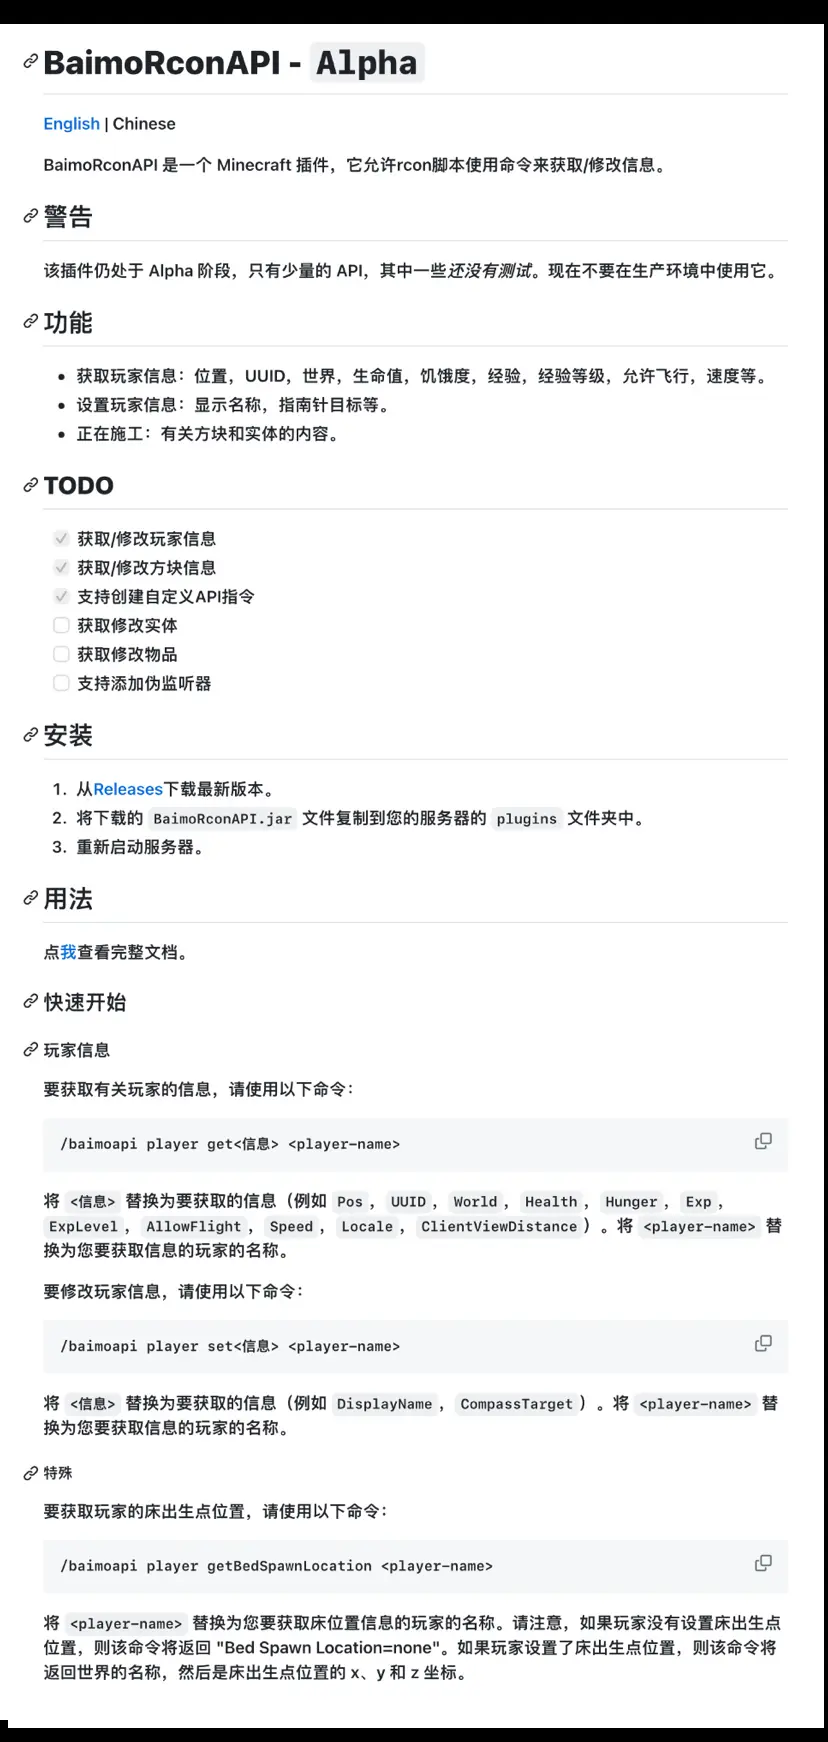 BaimoRconAPI - Alpha
English | Chinese
BaimoRconAPI 是一个 Minecraft 插件，它允许rcon脚本使用命令来获取/修改信息。
警告
该插件仍处于 Alpha 阶段，只有少量的 API，其中一些还没有测试。现在不要在生产环境中使用它。
功能
• 获取玩家信息：位置，UUID，世界，生命值，饥饿度，经验，经验等级，允许飞行，速度等。
• 设置玩家信息：显示名称，指南针目标等。
• 正在施工：有关方块和实体的内容。
TODO
获取/修改玩家信息
获取/修改方块信息
支持创建自定义API指令
获取修改实体
获取修改物品
支持添加伪监听器
安装
1. 从Releases下载最新版本。
2. 将下载的 BaimoRconAPI.jar 文件复制到您的服务器的 plugins 文件夹中。
3. 重新启动服务器。
用法
点我查看完整文档。
快速开始
玩家信息
要获取有关玩家的信息，请使用以下命令：
/baimoapi player get<信息> <player-name>
将 <信息> 替换为要获取的信息（例如 Pos ， UUID ， World ， Health ， Hunger ， Exp ，
ExpLevel ， AllowFlight ， Speed ， Locale ， ClientViewDistance ）。将 <player-name> 替
换为您要获取信息的玩家的名称。
要修改玩家信息，请使用以下命令：
/baimoapi player set<信息> <player-name>
将 <信息> 替换为要获取的信息（例如 DisplayName ， CompassTarget ）。将 <player-name> 替
换为您要获取信息的玩家的名称。
特殊
要获取玩家的床出生点位置，请使用以下命令：
/baimoapi player getBedSpawnLocation <player-name>
将 <player-name> 替换为您要获取床位置信息的玩家的名称。请注意，如果玩家没有设置床出生点
位置，则该命令将返回 "Bed Spawn Location=none"。如果玩家设置了床出生点位置，则该命令将
返回世界的名称，然后是床出生点位置的 x、y 和 z 坐标。